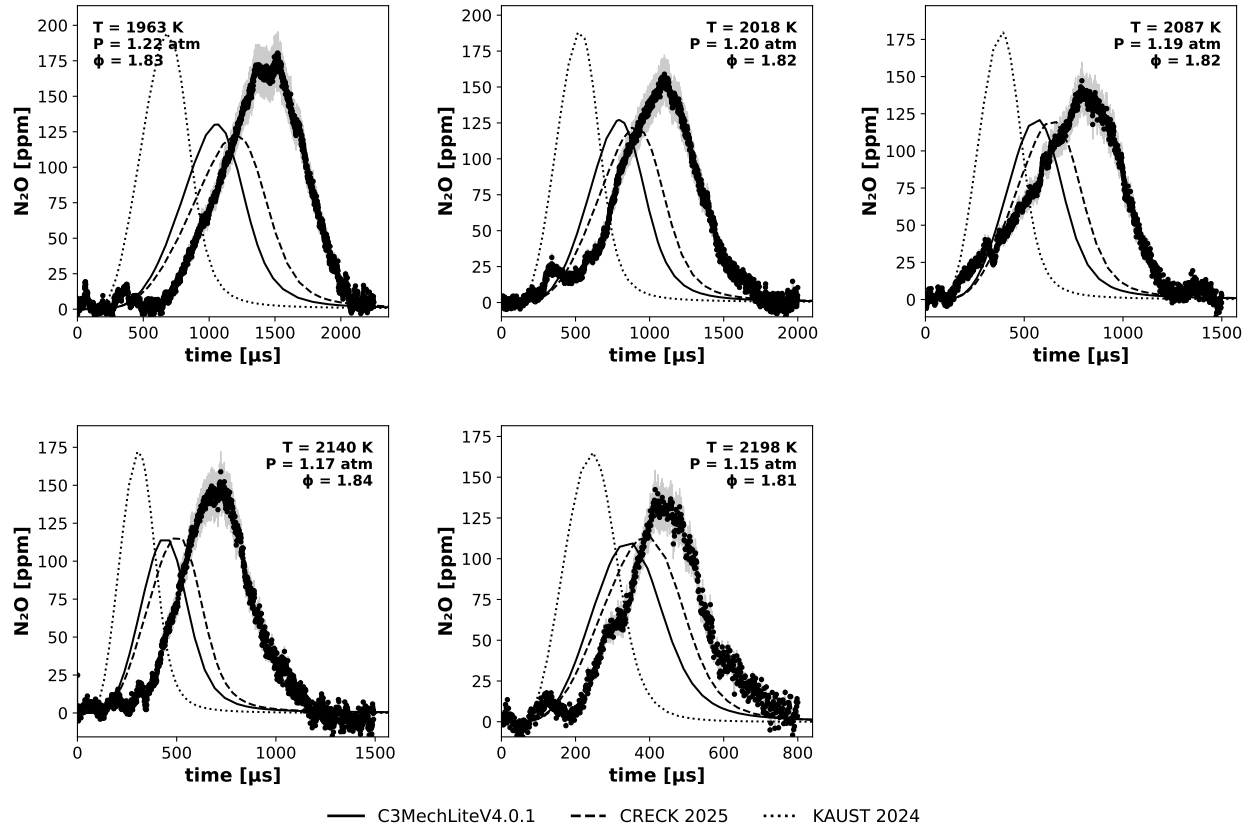 T = 1963 K
P = 1.22 atm
ϕ = 1.83
N₂O [ppm]
200
175
150
125
100
75
50
25
0
0 500 1000 1500 2000
time [µs]
T = 2018 K
P = 1.20 atm
ϕ = 1.82
N₂O [ppm]
200
175
150
125
100
75
50
25
0
0 500 1000 1500 2000
time [µs]
T = 2087 K
P = 1.19 atm
ϕ = 1.82
N₂O [ppm]
175
150
125
100
75
50
25
0
0 500 1000 1500
time [µs]
T = 2140 K
P = 1.17 atm
ϕ = 1.84
N₂O [ppm]
175
150
125
100
75
50
25
0
0 500 1000 1500
time [µs]
T = 2198 K
P = 1.15 atm
ϕ = 1.81
N₂O [ppm]
175
150
125
100
75
50
25
0
0 200 400 600 800
time [µs]
C3MechLiteV4.0.1 CRECK 2025 KAUST 2024